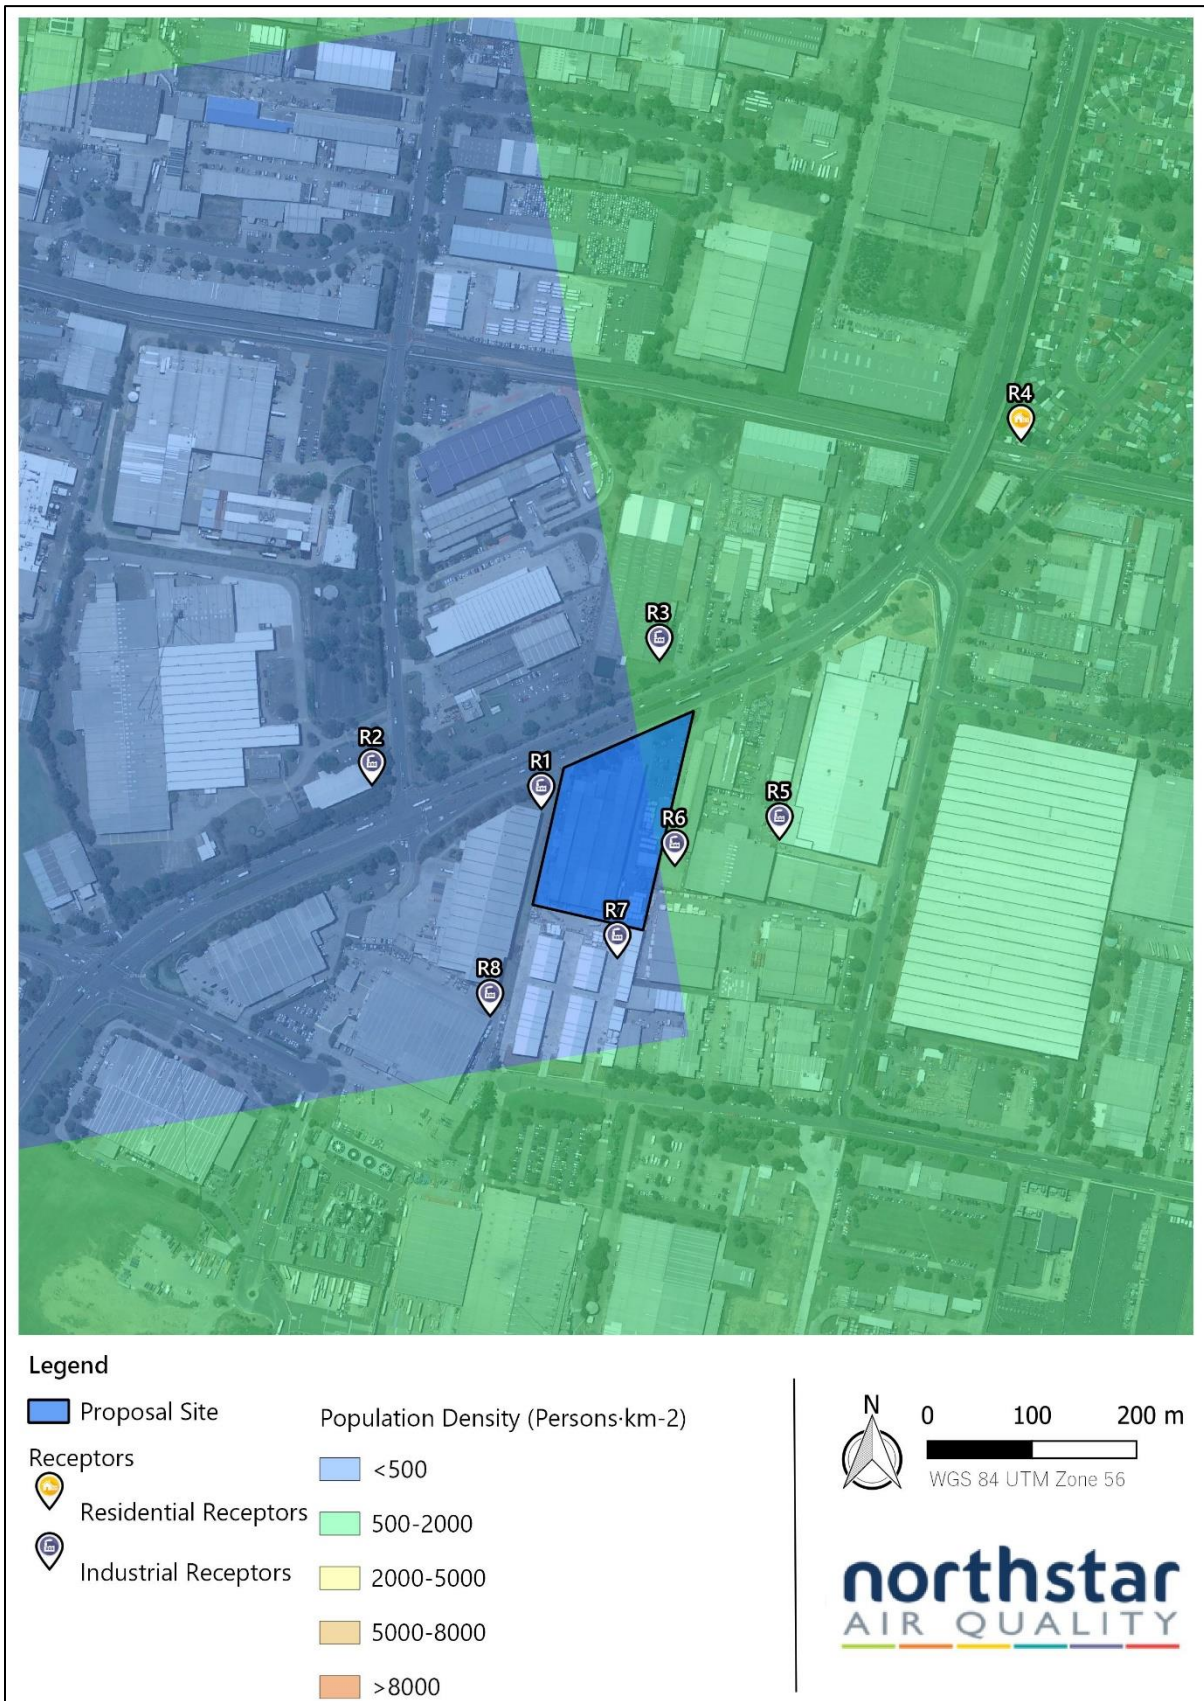 R4
R3
R2
R1
R5
R6
R7
R8
Legend
Proposal Site
Receptors
Residential Receptors
Industrial Receptors
Population Density (Persons·km-2)
<500
500-2000
2000-5000
5000-8000
>8000
N
0 100 200 m
WGS 84 UTM Zone 56
northstar
AIR QUALITY